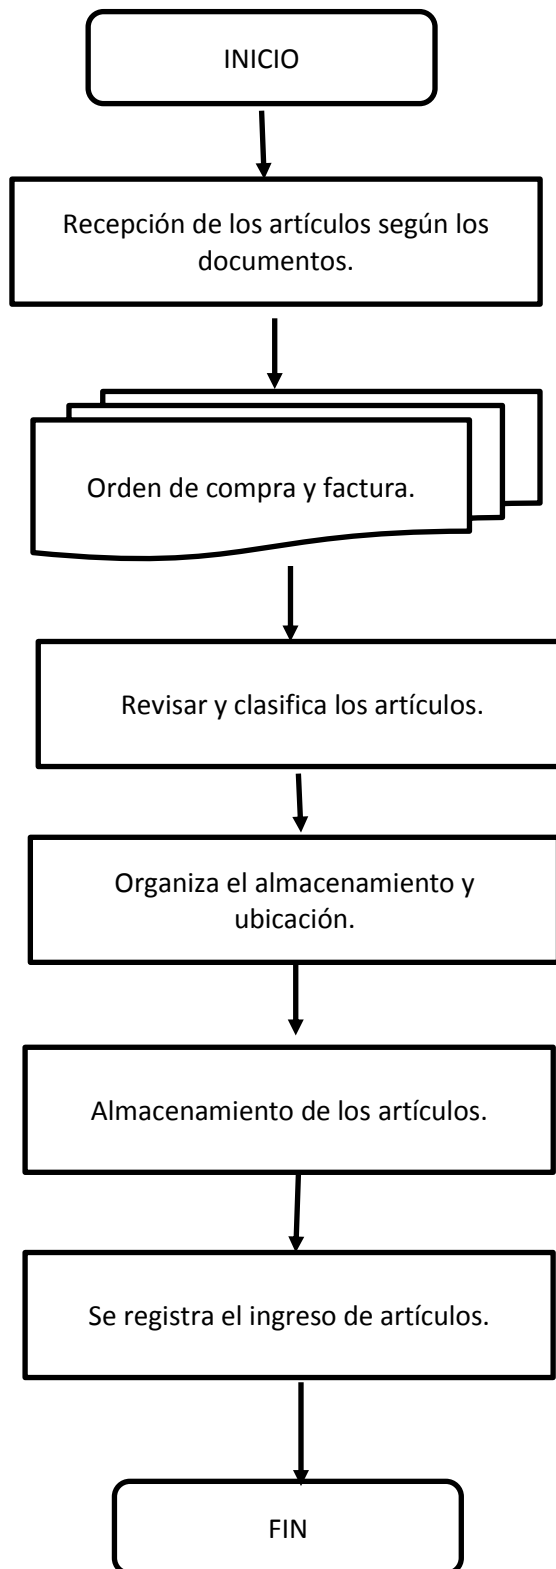 INICIO
Recepción de los artículos según los
documentos.
Orden de compra y factura.
Revisar y clasifica los artículos.
Organiza el almacenamiento y
ubicación.
Almacenamiento de los artículos.
Se registra el ingreso de artículos.
FIN